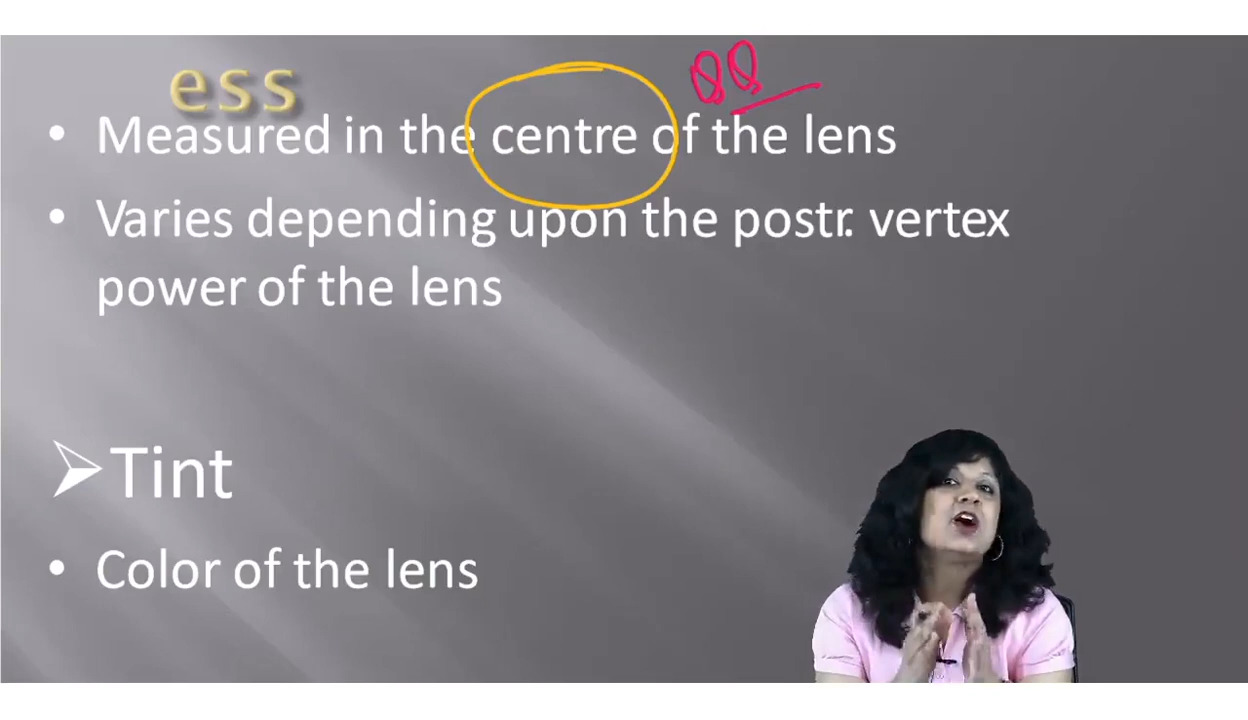 ess
• Measured in the centre of the lens
• Varies depending upon the postr. vertex
power of the lens
➢Tint
• Color of the lens